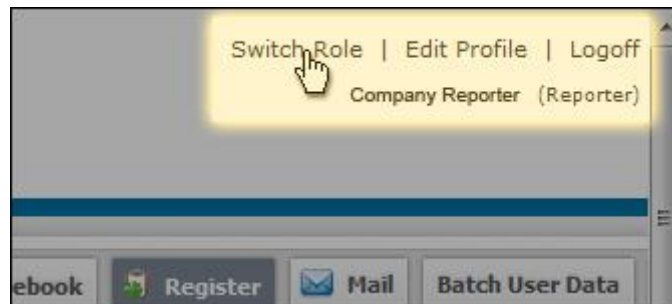 Switch Role | Edit Profile | Logoff
Company Reporter (Reporter)
ebook Register Mail Batch User Data